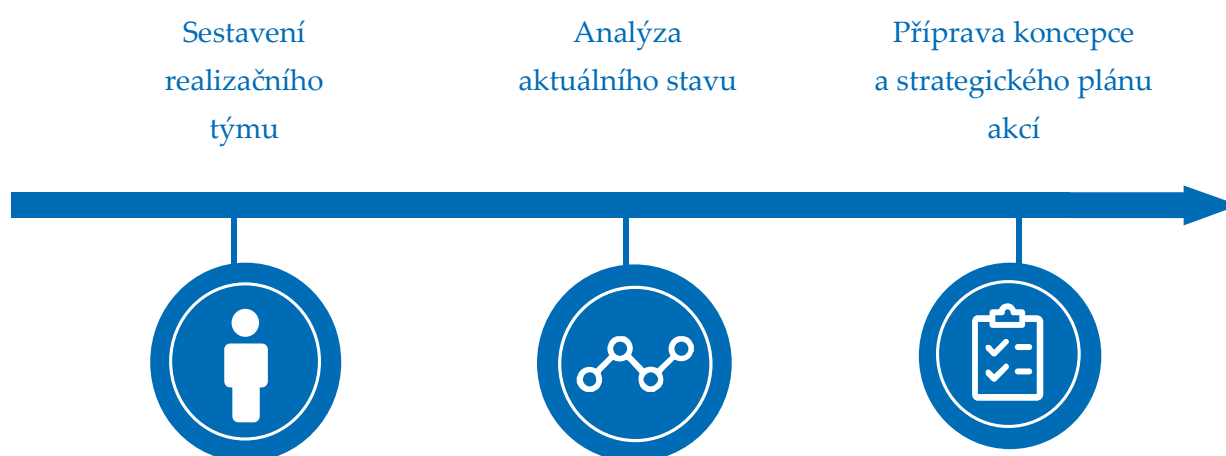 Sestavení
realizačního
týmu
Analýza
aktuálního stavu
Příprava koncepce
a strategického plánu
akcí